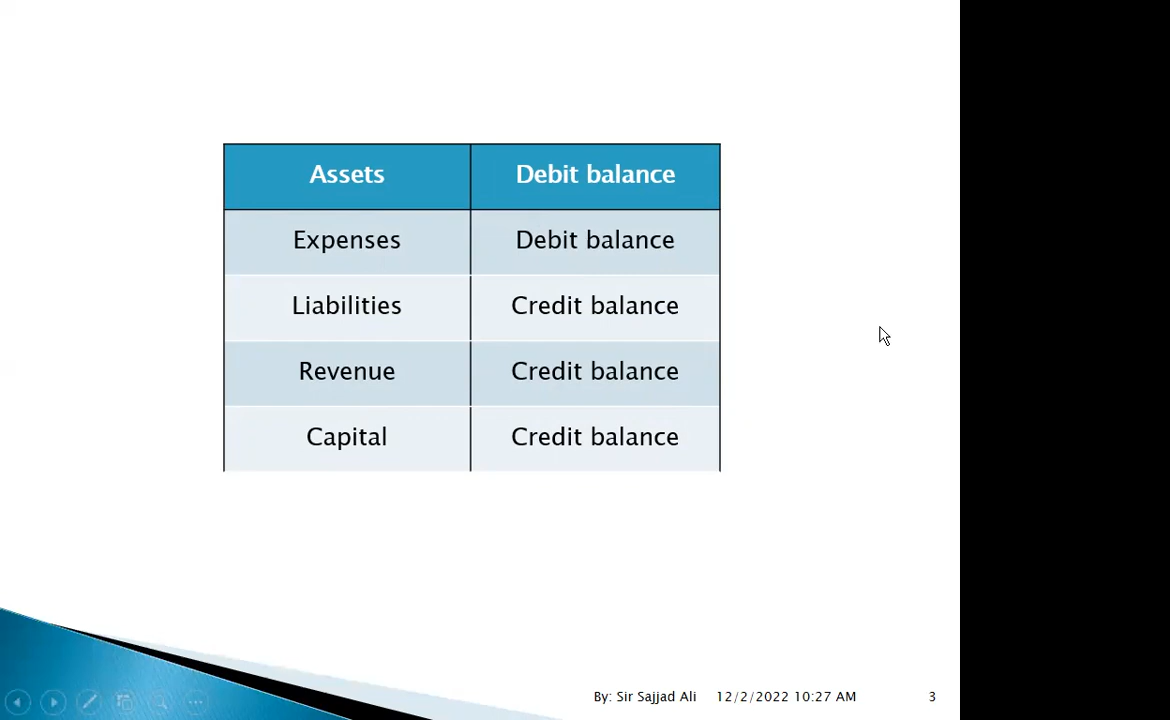 Assets Debit balance
Expenses Debit balance
Liabilities Credit balance
Revenue Credit balance
Capital Credit balance
By: Sir Sajjad Ali 12/2/2022 10:27 AM 3